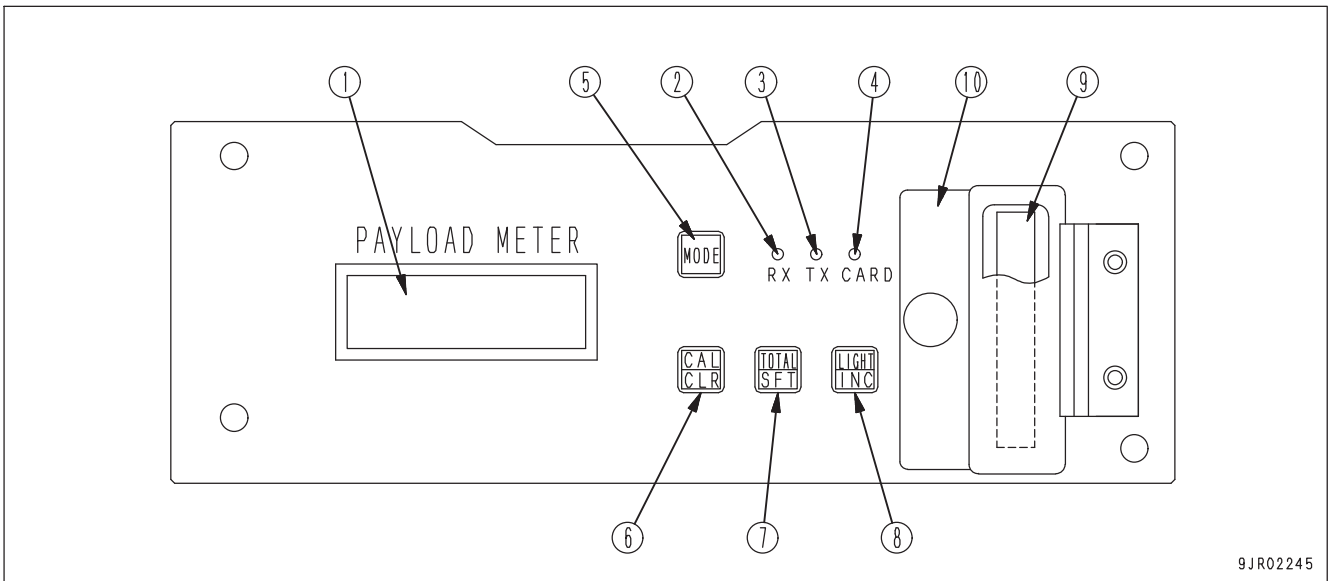 1 5 2 3 4 10 9
PAYLOAD METER
MODE
RX TX CARD
CAL
CLR
TOTAL
SFT
LIGHT
INC
6 7 8
9JR02245